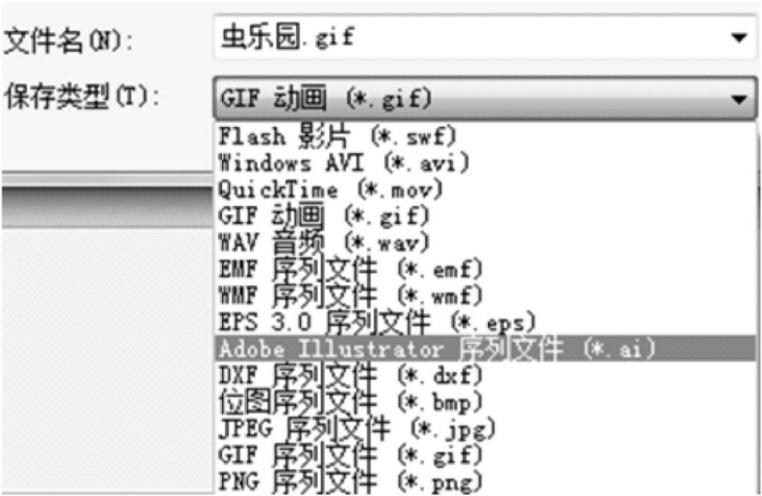 文件名(N):
虫乐园.gif
保存类型(T):
GIF 动画 (*.gif)
Flash 影片 (*.swf)
Windows AVI (*.avi)
QuickTime (*.mov)
GIF 动画 (*.gif)
WAV 音频 (*.wav)
EMF 序列文件 (*.emf)
WMF 序列文件 (*.wmf)
EPS 3.0 序列文件 (*.eps)
Adobe Illustrator 序列文件 (*.ai)
DXF 序列文件 (*.dxf)
位图序列文件 (*.bmp)
JPEG 序列文件 (*.jpg)
GIF 序列文件 (*.gif)
PNG 序列文件 (*.png)